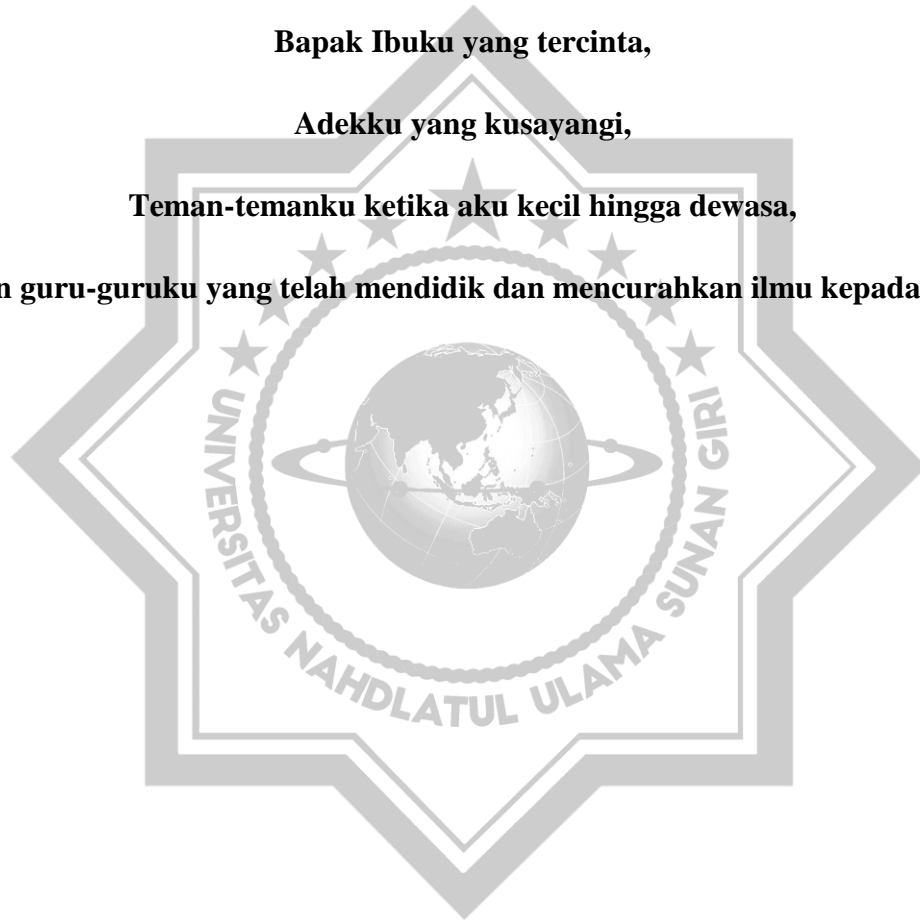 Bapak Ibuku yang tercinta,
Adekku yang kusayangi,
Teman-temanku ketika aku kecil hingga dewasa,
n guru-guruku yang telah mendidik dan mencurahkan ilmu kepada
UNIVERSITAS NAHDLATUL ULAMA SUNAN GIRI